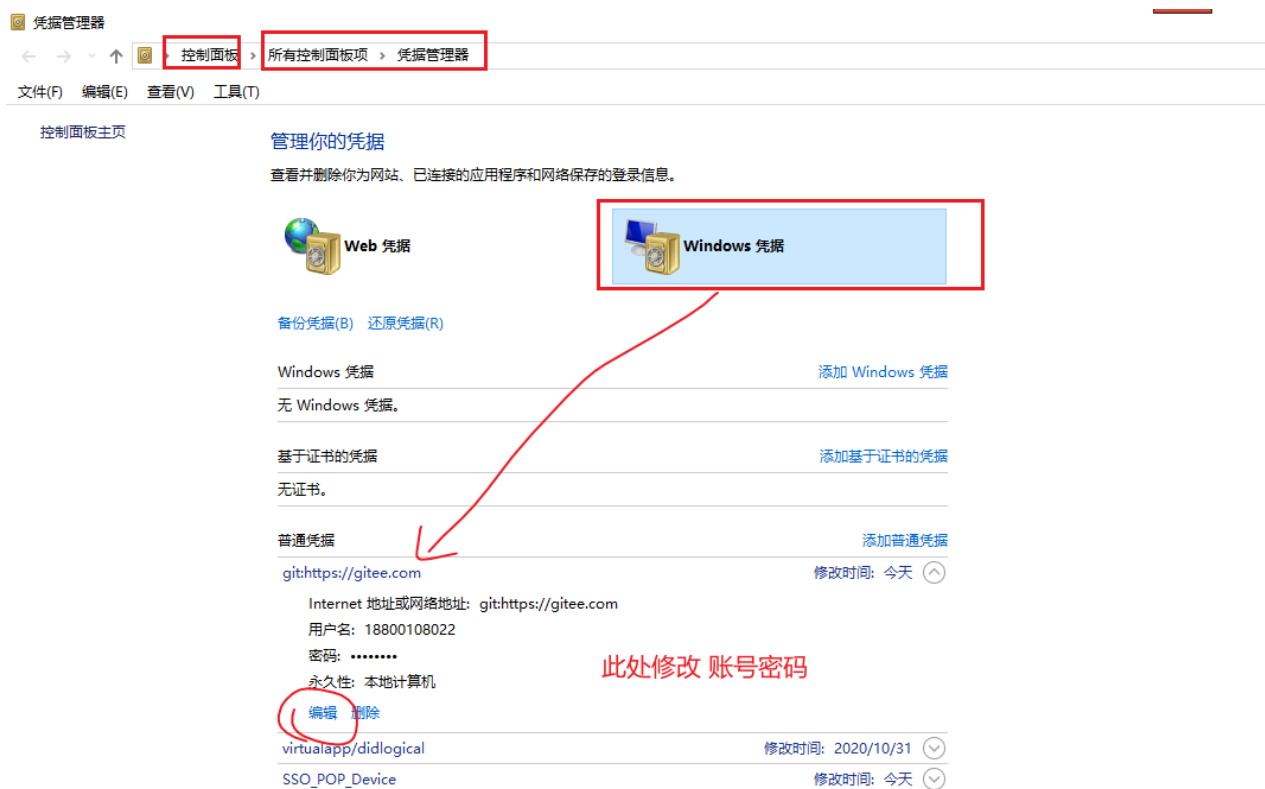 凭据管理器
控制面板 › 所有控制面板项 › 凭据管理器
文件(F) 编辑(E) 查看(V) 工具(T)
控制面板主页
管理你的凭据
查看并删除你为网站、已连接的应用程序和网络保存的登录信息。
Web 凭据
Windows 凭据
备份凭据(B) 还原凭据(R)
Windows 凭据 添加 Windows 凭据
无 Windows 凭据。
基于证书的凭据 添加基于证书的凭据
无证书。
普通凭据 添加普通凭据
git:https://gitee.com 修改时间: 今天
Internet 地址或网络地址: git:https://gitee.com
用户名: 18800108022
密码: ••••••••
此处修改 账号密码
永久性: 本地计算机
编辑 删除
virtualapp/didlogical 修改时间: 2020/10/31
SSO_POP_Device 修改时间: 今天